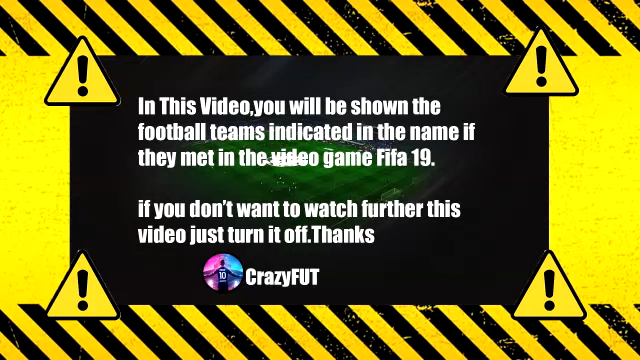 In This Video,you will be shown the
football teams indicated in the name if
they met in the video game Fifa 19.
if you don't want to watch further this
video just turn it off.Thanks
10
CrazyFUT